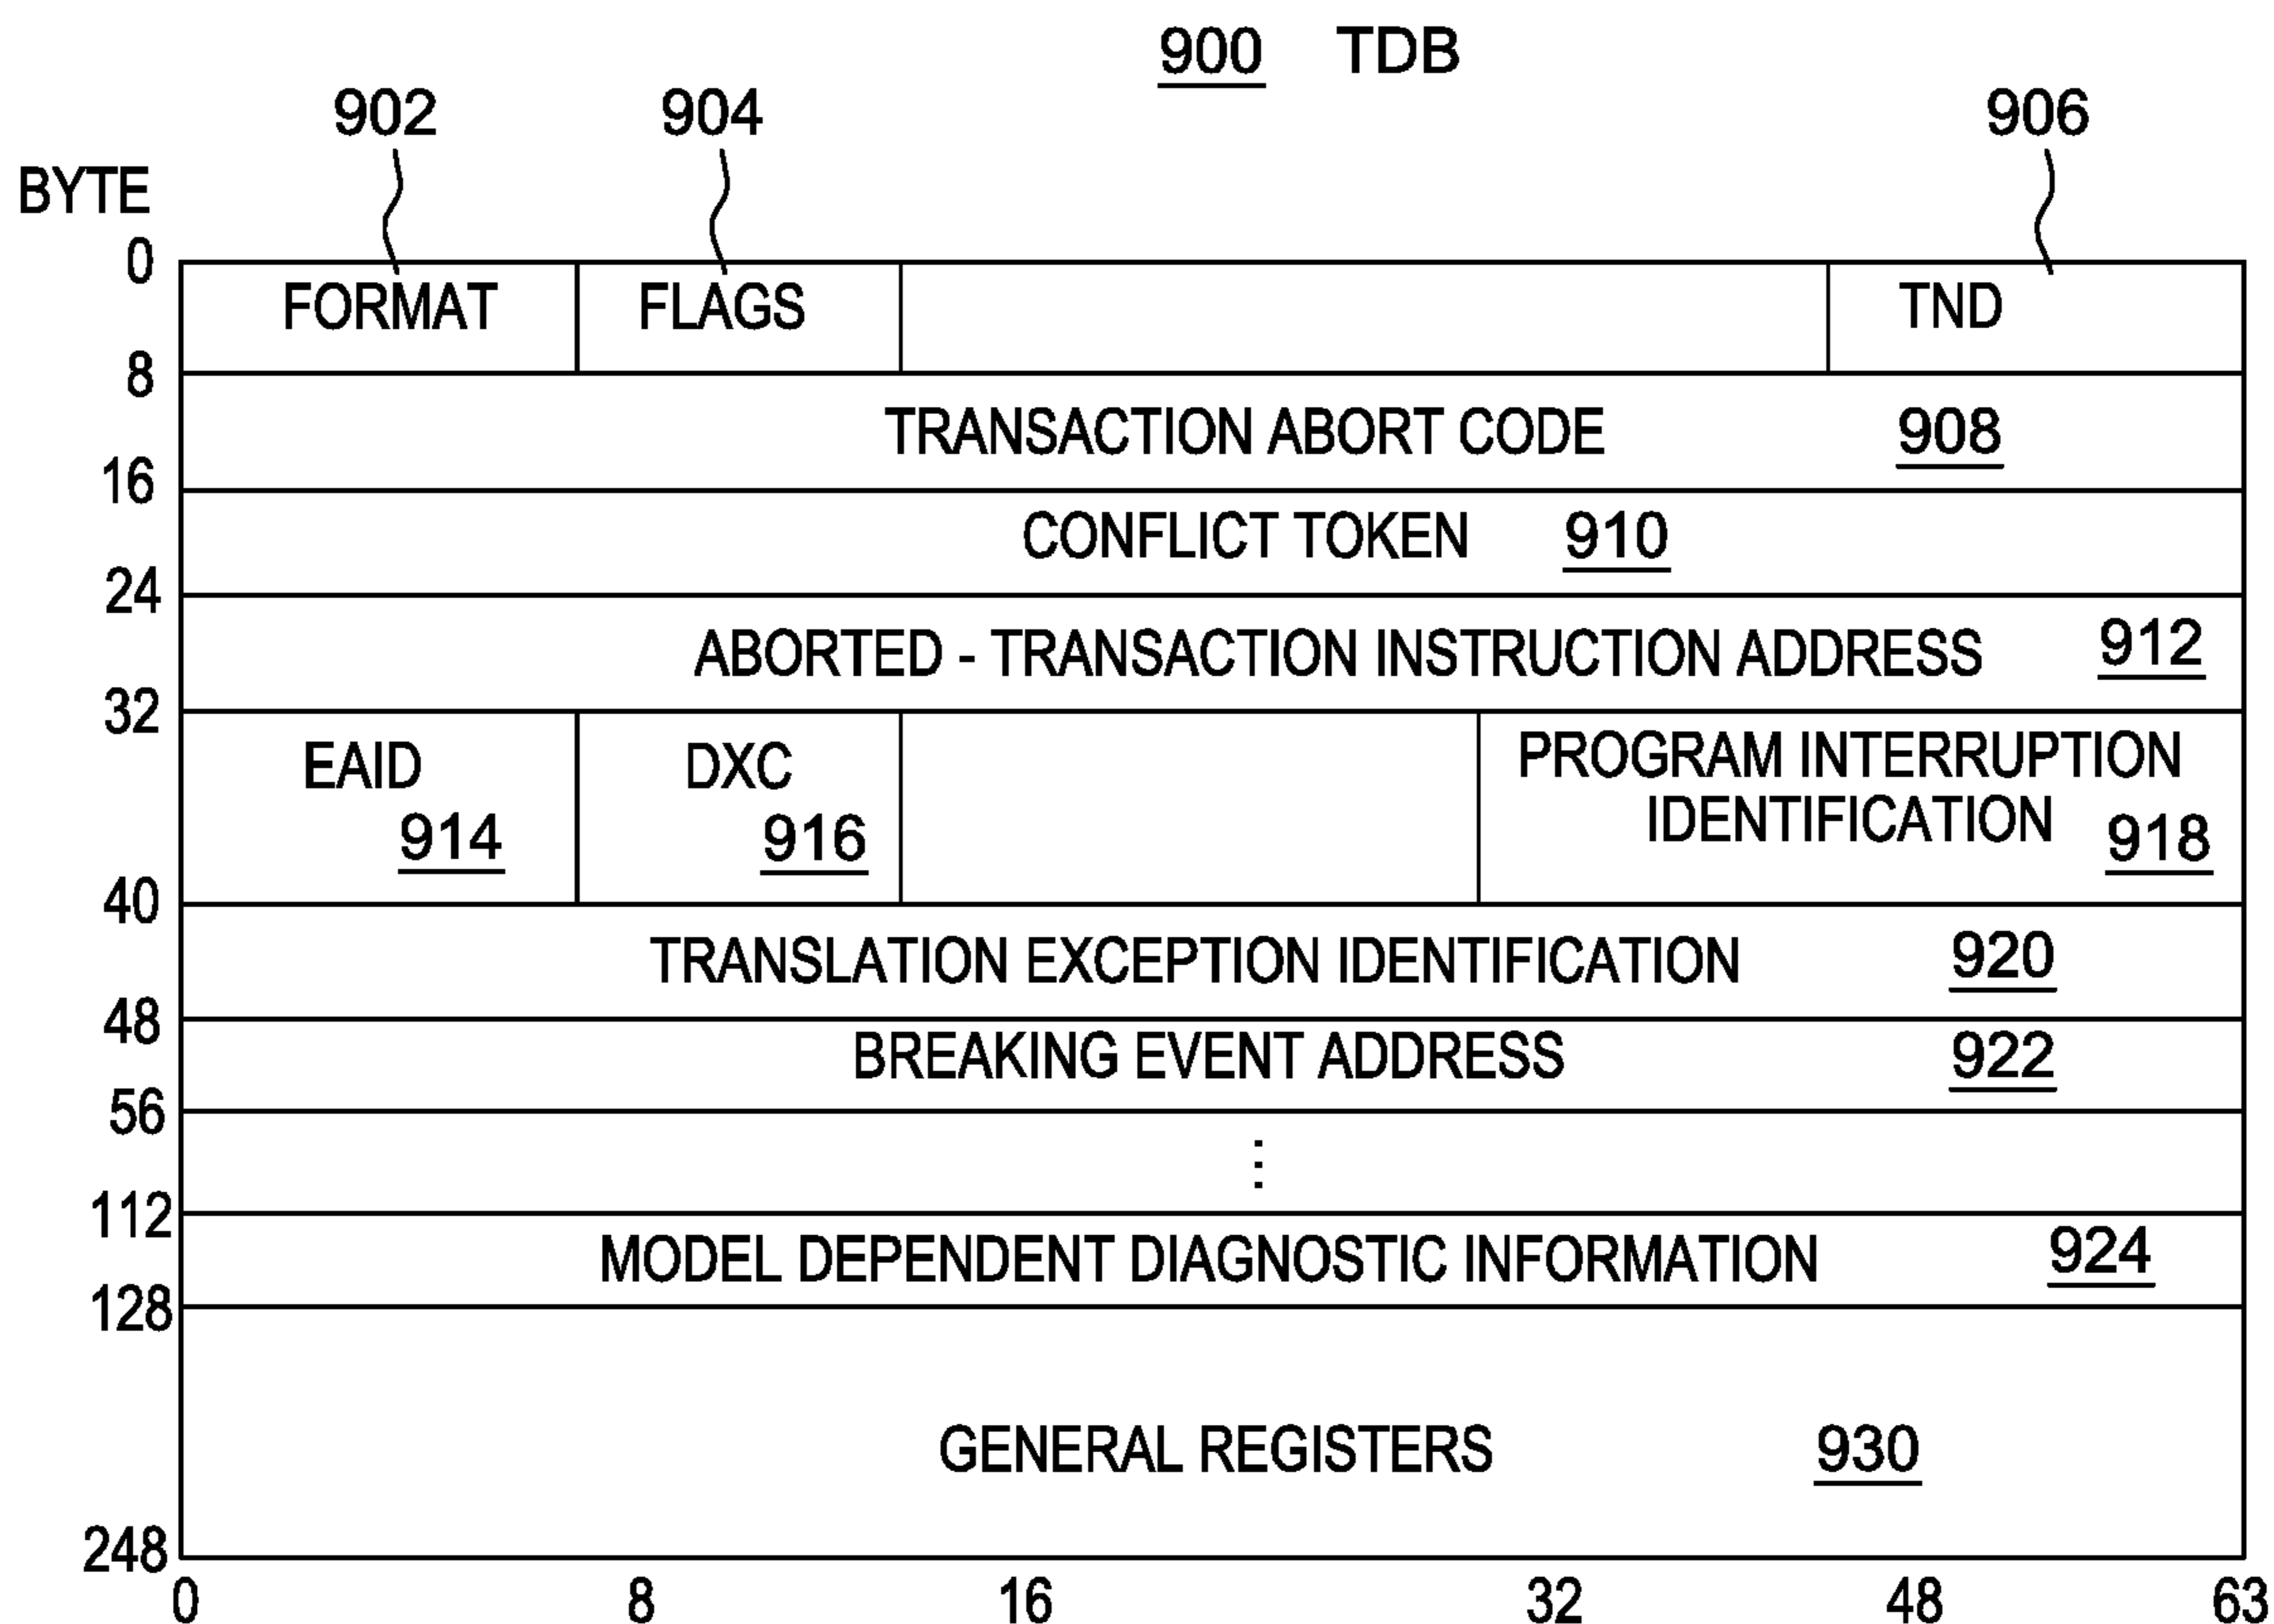 900 TDB
902 904 906
BYTE
0
FORMAT FLAGS TND
8
TRANSACTION ABORT CODE 908
16
CONFLICT TOKEN 910
24
ABORTED - TRANSACTION INSTRUCTION ADDRESS 912
32
EAID DXC PROGRAM INTERRUPTION
IDENTIFICATION
914 916 918
40
TRANSLATION EXCEPTION IDENTIFICATION 920
48
BREAKING EVENT ADDRESS 922
56
⋮
112
MODEL DEPENDENT DIAGNOSTIC INFORMATION 924
128
GENERAL REGISTERS 930
248
0 8 16 32 48 63